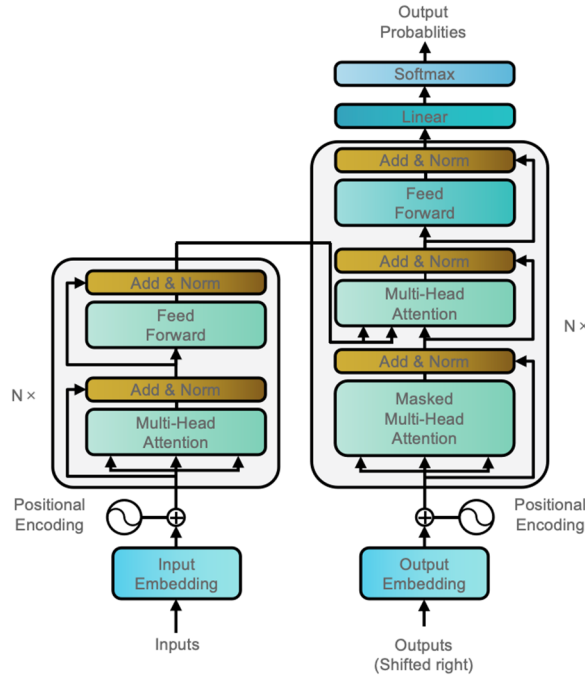 Output
Probablities
Softmax
Linear
Add & Norm
Feed
Forward
Add & Norm
Multi-Head
Attention
Add & Norm
Masked
Multi-Head
Attention
N ×
Add & Norm
Feed
Forward
Add & Norm
Multi-Head
Attention
N ×
Positional
Encoding
Positional
Encoding
Input
Embedding
Output
Embedding
Inputs
Outputs
(Shifted right)